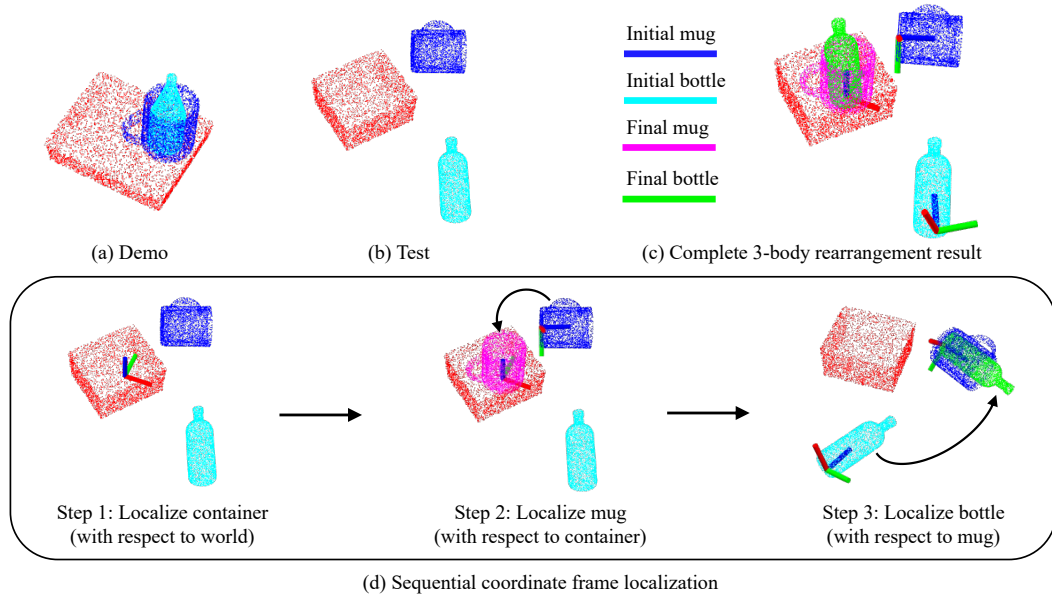 Initial mug
Initial bottle
Final mug
Final bottle
(a) Demo
(b) Test
(c) Complete 3-body rearrangement result
Step 1: Localize container
(with respect to world)
Step 2: Localize mug
(with respect to container)
Step 3: Localize bottle
(with respect to mug)
(d) Sequential coordinate frame localization